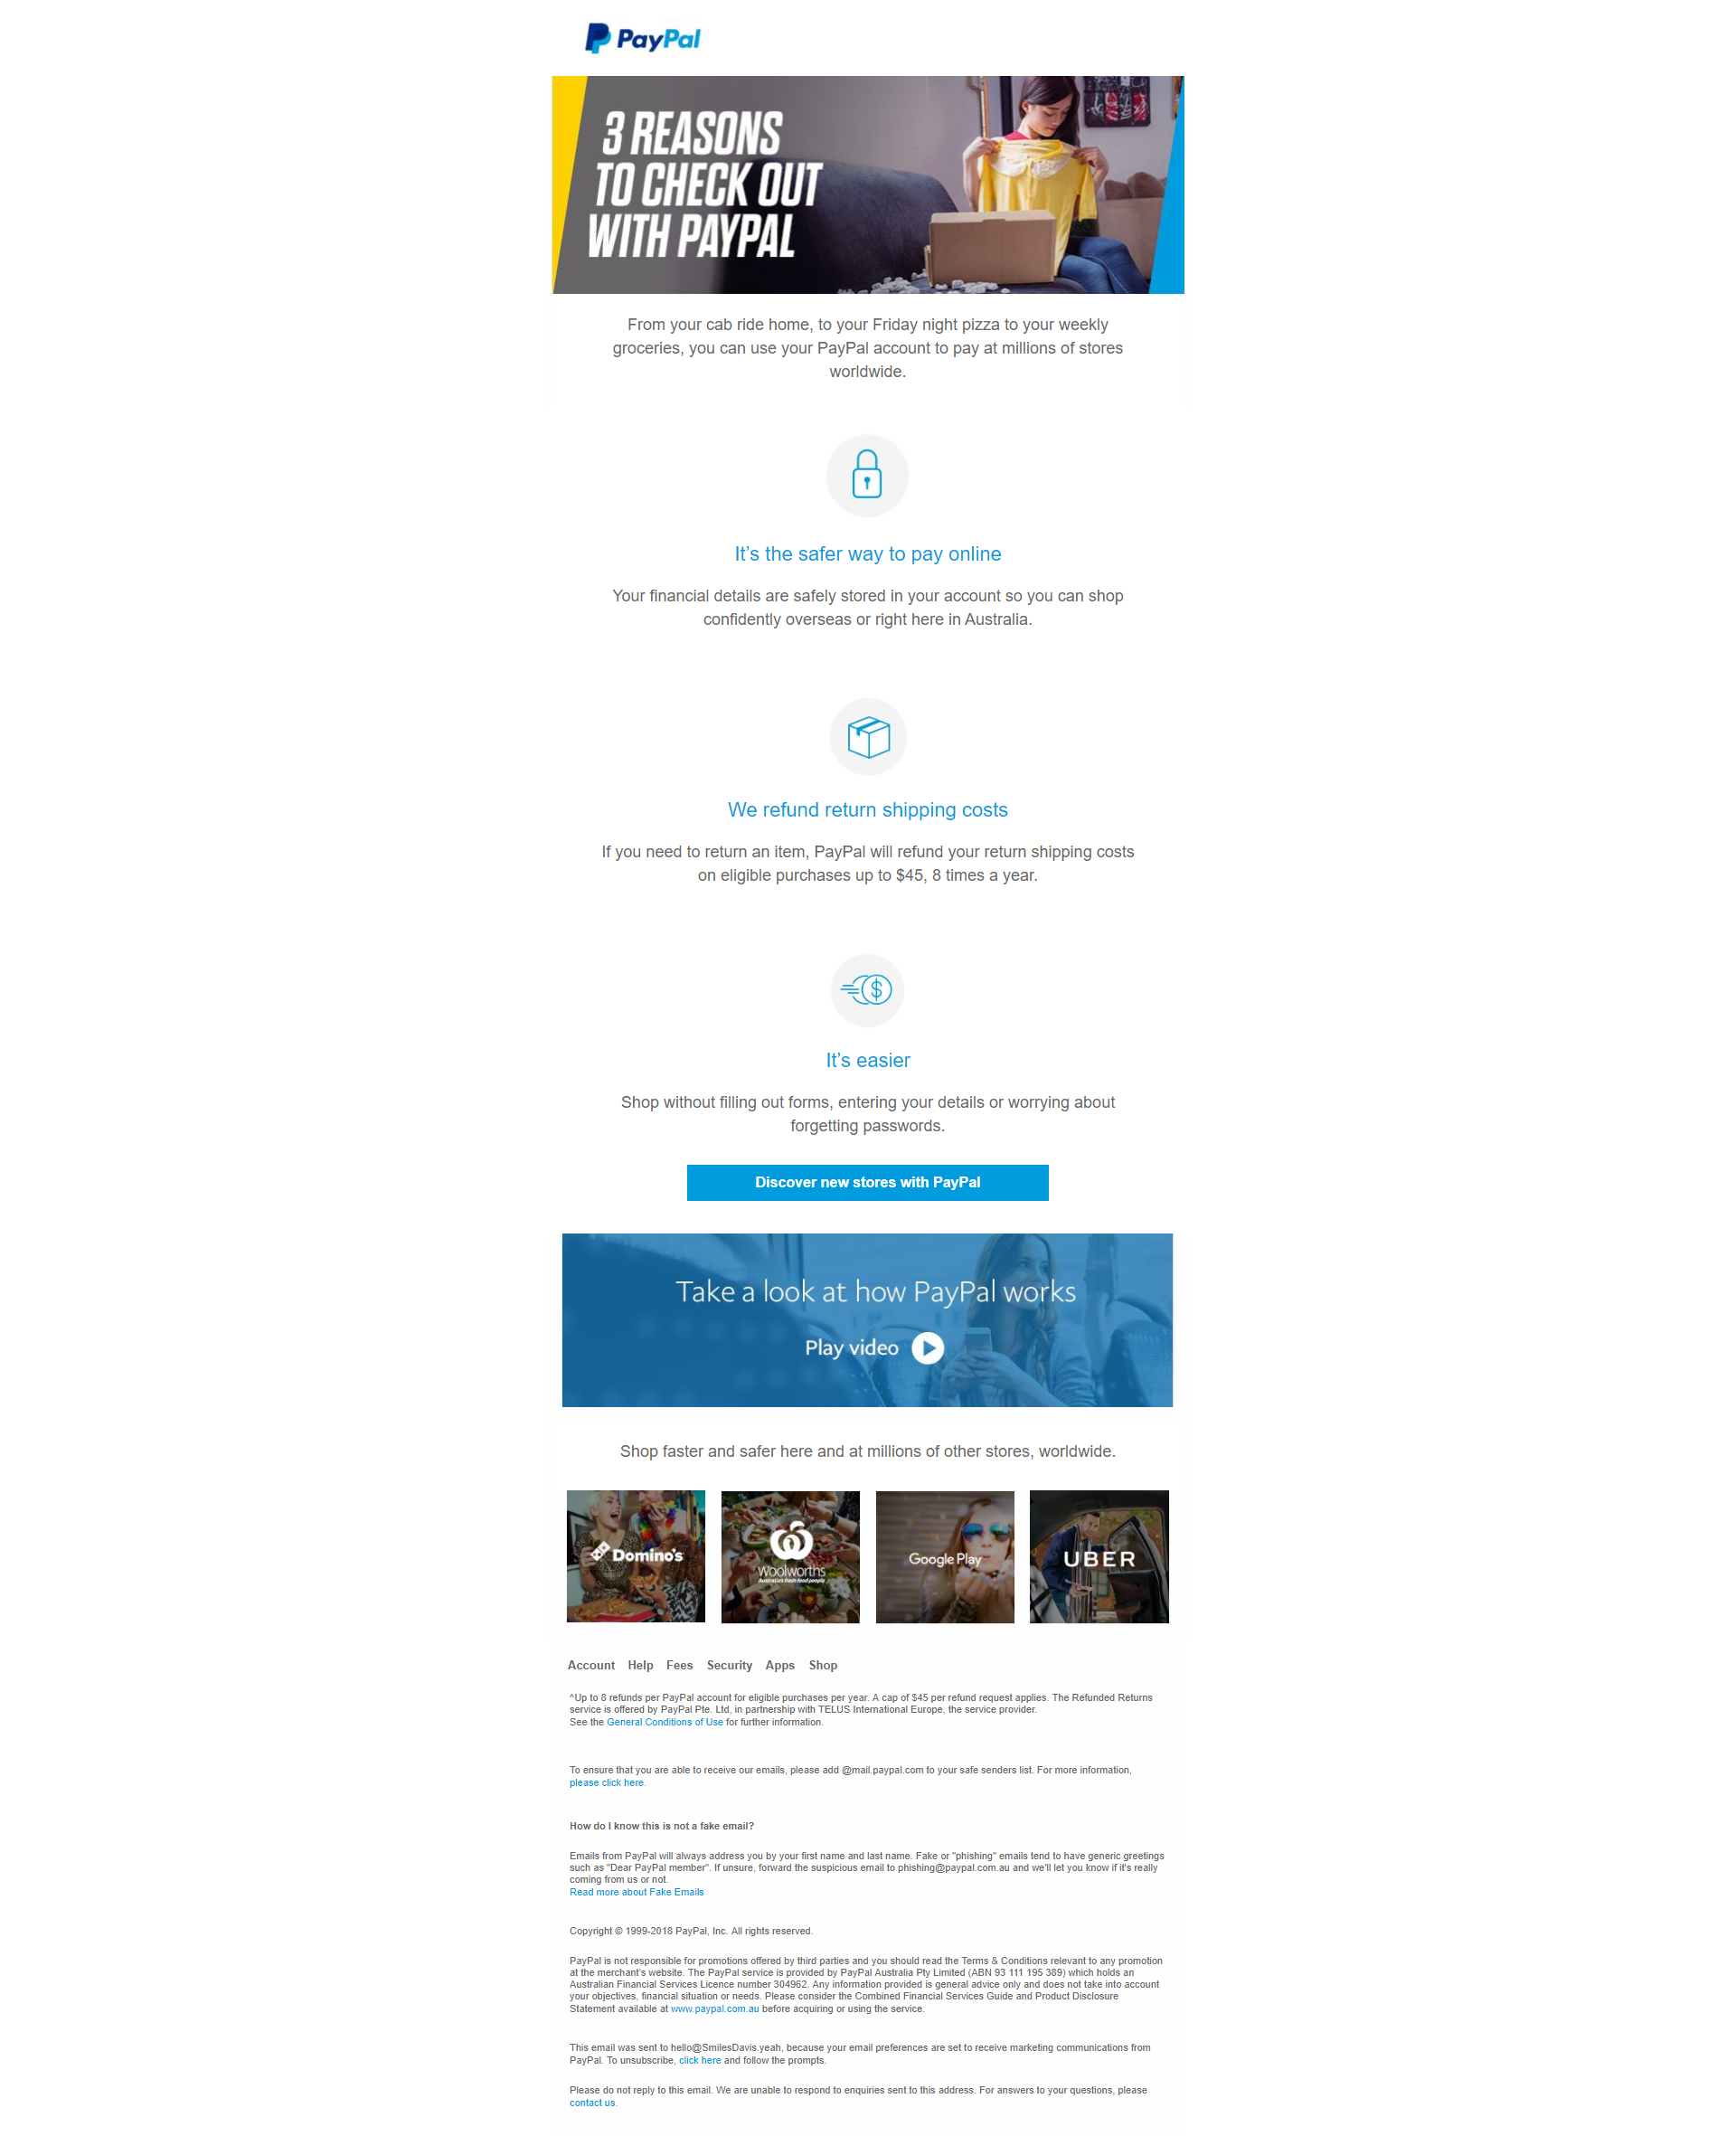 PayPal
3 REASONS
TO CHECK OUT
WITH PAYPAL
From your cab ride home, to your Friday night pizza to your weekly
groceries, you can use your PayPal account to pay at millions of stores
worldwide.
It's the safer way to pay online
Your financial details are safely stored in your account so you can shop
confidently overseas or right here in Australia.
We refund return shipping costs
If you need to return an item, PayPal will refund your return shipping costs
on eligible purchases up to $45, 8 times a year.
$
It's easier
Shop without filling out forms, entering your details or worrying about
forgetting passwords.
Discover new stores with PayPal
Take a look at how PayPal works
Play video
Shop faster and safer here and at millions of other stores, worldwide.
Domino's
Woolworths
Australia's fresh food people
Google Play
UBER
Account Help Fees Security Apps Shop
^Up to 8 refunds per PayPal account for eligible purchases per year. A cap of $45 per refund request applies. The Refunded Returns
service is offered by PayPal Pte. Ltd, in partnership with TELUS International Europe, the service provider.
See the General Conditions of Use for further information.
To ensure that you are able to receive our emails, please add @mail.paypal.com to your safe senders list. For more information,
please click here.
How do I know this is not a fake email?
Emails from PayPal will always address you by your first name and last name. Fake or "phishing" emails tend to have generic greetings
such as "Dear PayPal member". If unsure, forward the suspicious email to phishing@paypal.com.au and we'll let you know if it's really
coming from us or not.
Read more about Fake Emails
Copyright © 1999-2018 PayPal, Inc. All rights reserved.
PayPal is not responsible for promotions offered by third parties and you should read the Terms & Conditions relevant to any promotion
at the merchant's website. The PayPal service is provided by PayPal Australia Pty Limited (ABN 93 111 195 389) which holds an
Australian Financial Services Licence number 304962. Any information provided is general advice only and does not take into account
your objectives, financial situation or needs. Please consider the Combined Financial Services Guide and Product Disclosure
Statement available at www.paypal.com.au before acquiring or using the service.
This email was sent to hello@SmilesDavis.yeah, because your email preferences are set to receive marketing communications from
PayPal. To unsubscribe, click here and follow the prompts.
Please do not reply to this email. We are unable to respond to enquiries sent to this address. For answers to your questions, please
contact us.